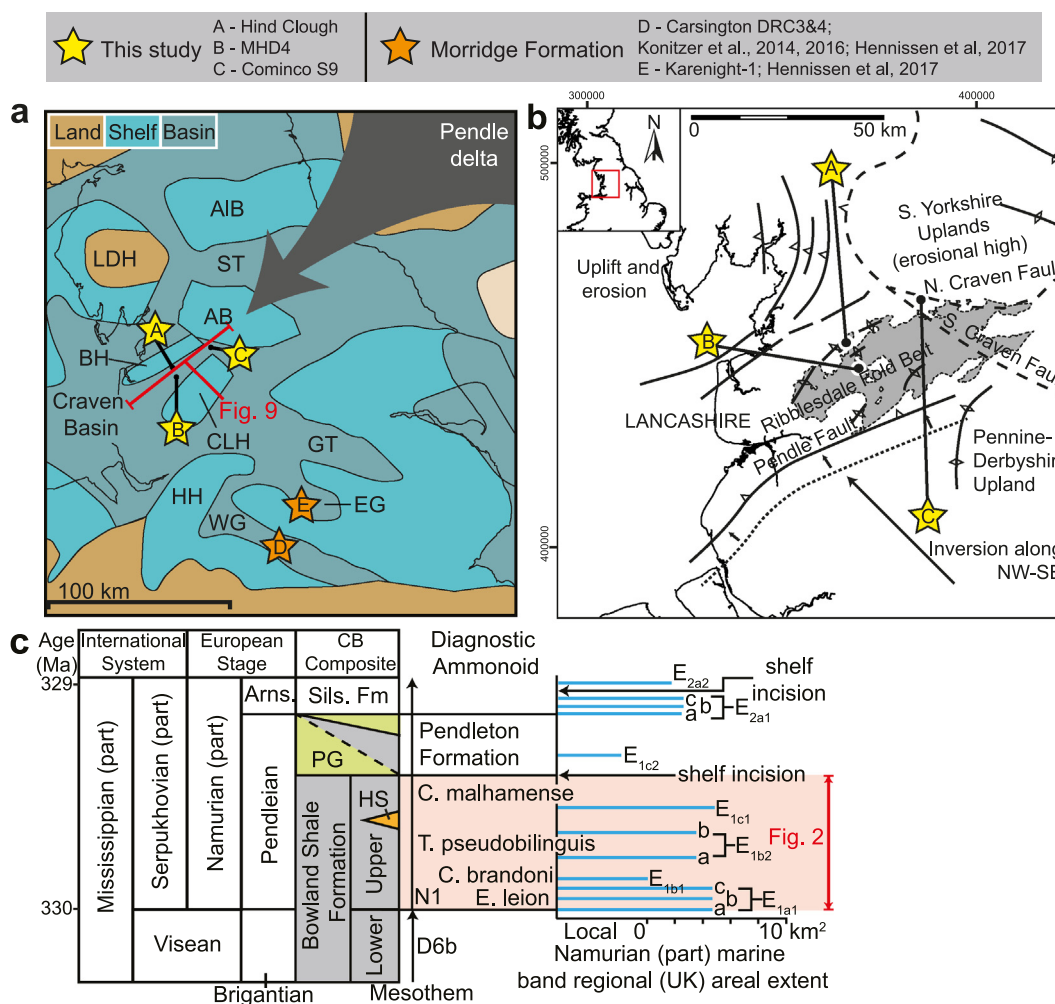 This study
A - Hind Clough
B - MHD4
C - Cominco S9
Morridge Formation
D - Carsington DRC3&4;
Konitzer et al., 2014, 2016; Hennissen et al, 2017
E - Karenight-1; Hennissen et al, 2017
a
Land Shelf Basin
Pendle
delta
AlB
LDH
ST
AB
A
C
BH
Craven
Basin
Fig. 9
B
CLH
GT
HH
E
EG
WG
D
100 km
b
300000
400000
0 50 km
N
500000
A
S. Yorkshire
Uplands
(erosional high)
Uplift and
erosion
N. Craven Fault
S. Craven Fault
B
Ribblesdale Fold Belt
LANCASHIRE
Pendle Fault
Pennine-
Derbyshire
Upland
C
400000
Inversion along
NW-SE
c
Age
(Ma)
International
System
European
Stage
CB
Composite
Diagnostic
Ammonoid
329
Arns.
Sils. Fm
E2a2
shelf
incision
c
b
a
E2a1
Mississippian (part)
Serpukhovian (part)
Namurian (part)
Pendleian
PG
Pendleton
Formation
E1c2
shelf incision
Bowland Shale
Formation
HS
Upper
C. malhamense
E1c1
T. pseudobilinguis
b
a
E1b2
Fig. 2
C. brandoni
E1b1
E. leion
c
b
a
E1a1
N1
330
Visean
Lower
D6b
Brigantian
Mesothem
Local 0 10 km2
Namurian (part) marine
band regional (UK) areal extent